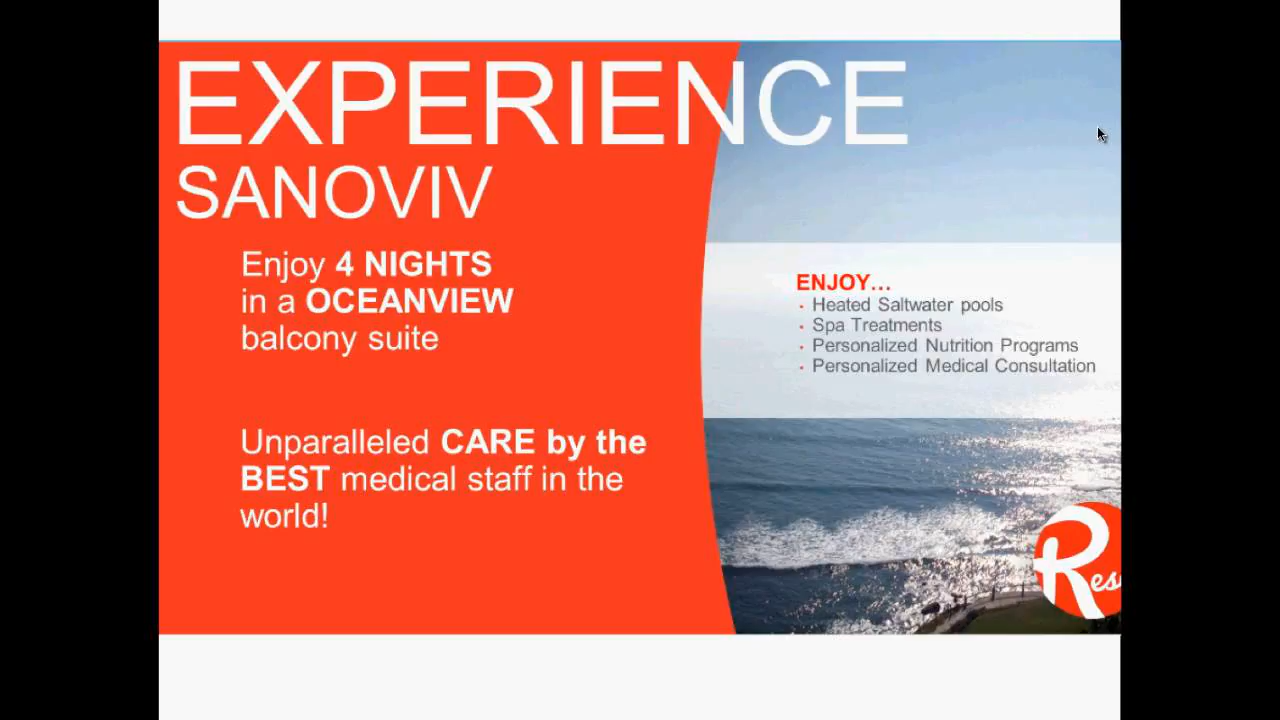 EXPERIENCE
SANOVIV
Enjoy 4 NIGHTS
in a OCEANVIEW
balcony suite
Unparalleled CARE by the
BEST medical staff in the
world!
ENJOY…
· Heated Saltwater pools
· Spa Treatments
· Personalized Nutrition Programs
· Personalized Medical Consultation
Res